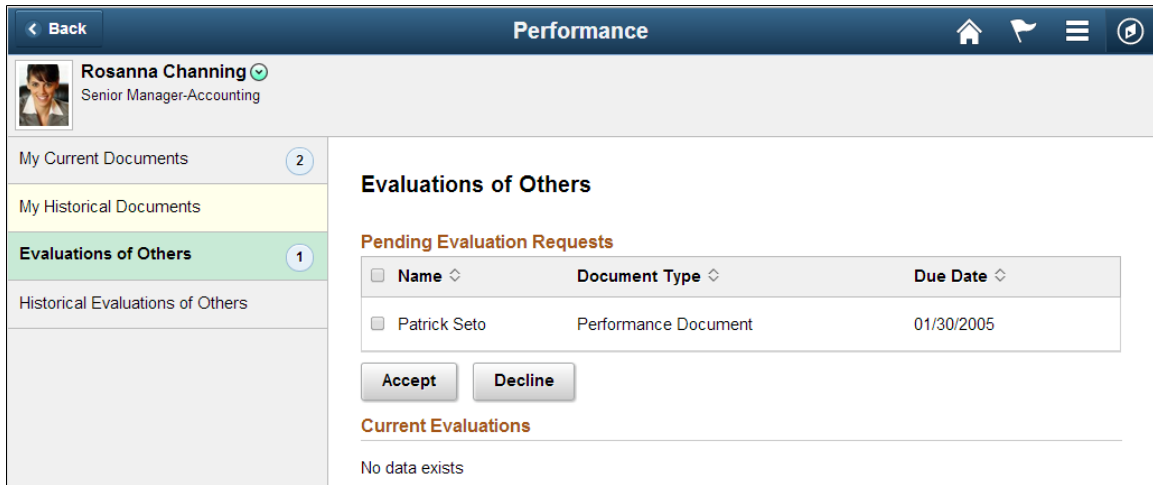 Back
Performance
Rosanna Channing
Senior Manager-Accounting
My Current Documents 2
My Historical Documents
Evaluations of Others 1
Historical Evaluations of Others
Evaluations of Others
Pending Evaluation Requests
Name Document Type Due Date
Patrick Seto Performance Document 01/30/2005
Accept Decline
Current Evaluations
No data exists